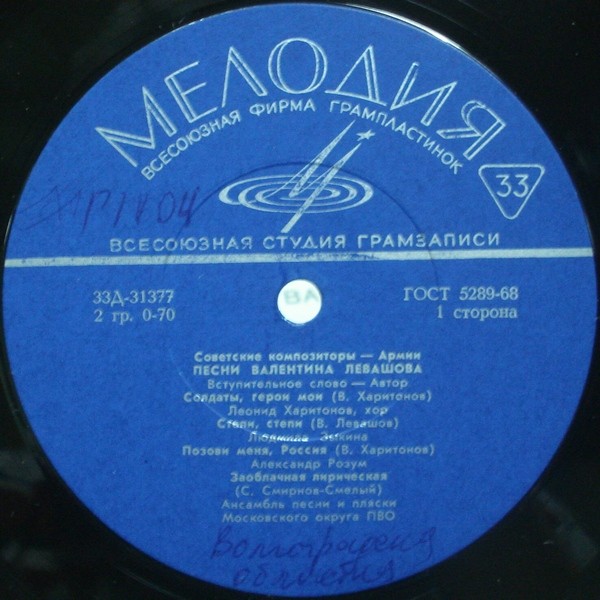 МЕЛОДИЯ
ВСЕСОЮЗНАЯ ФИРМА ГРАМПЛАСТИНОК
33
ВСЕСОЮЗНАЯ СТУДИЯ ГРАМЗАПИСИ
33Д-31377 ГОСТ 5289-68
2 гр. 0-70 1 сторона
ВА
Советские композиторы — Армии
ПЕСНИ ВАЛЕНТИНА ЛЕВАШОВА
Вступительное слово — Автор
Солдаты, герои мои (В. Харитонов)
Леонид Харитонов, хор
Степи, степи (В. Левашов)
Людмила Зыкина
Позови меня, Россия (В. Харитонов)
Александр Розум
Заоблачная лирическая
(С. Смирнов-Смелый)
Ансамбль песни и пляски
Московского округа ПВО